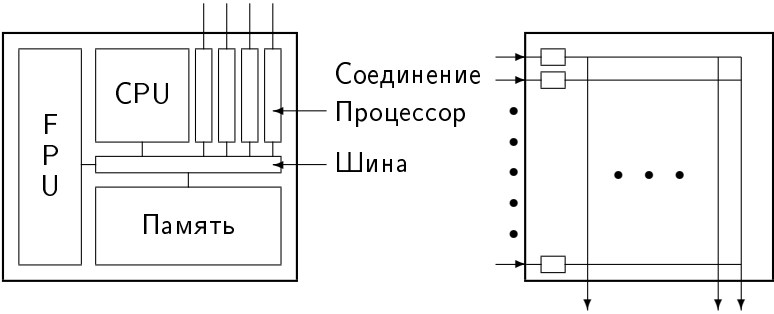 CPU
F
P
U
Память
Соединение
Процессор
Шина